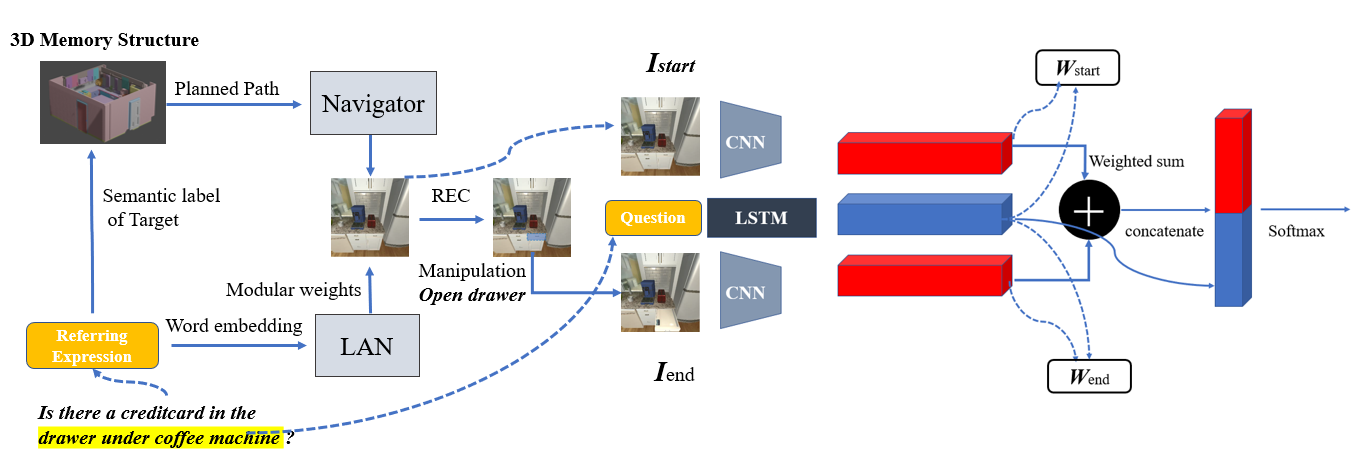 3D Memory Structure
Planned Path
Navigator
Semantic label
of Target
REC
Manipulation
Open drawer
Modular weights
Word embedding
LAN
Referring
Expression
Is there a creditcard in the
drawer under coffee machine ?
Istart
CNN
Question
LSTM
CNN
Iend
Wstart
Weighted sum
+
concatenate
Softmax
Wend